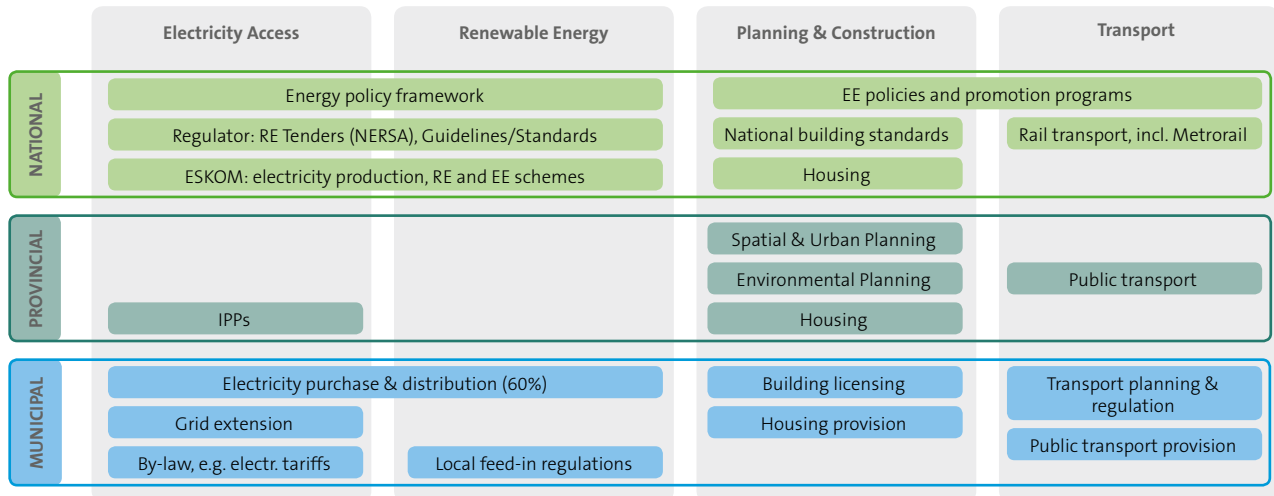 Electricity Access
Renewable Energy
Planning & Construction
Transport
NATIONAL
Energy policy framework
EE policies and promotion programs
Regulator: RE Tenders (NERSA), Guidelines/Standards
National building standards
Rail transport, incl. Metrorail
ESKOM: electricity production, RE and EE schemes
Housing
PROVINCIAL
Spatial & Urban Planning
Environmental Planning
Public transport
IPPs
Housing
MUNICIPAL
Electricity purchase & distribution (60%)
Building licensing
Transport planning &
regulation
Grid extension
Housing provision
Public transport provision
By-law, e.g. electr. tariffs
Local feed-in regulations